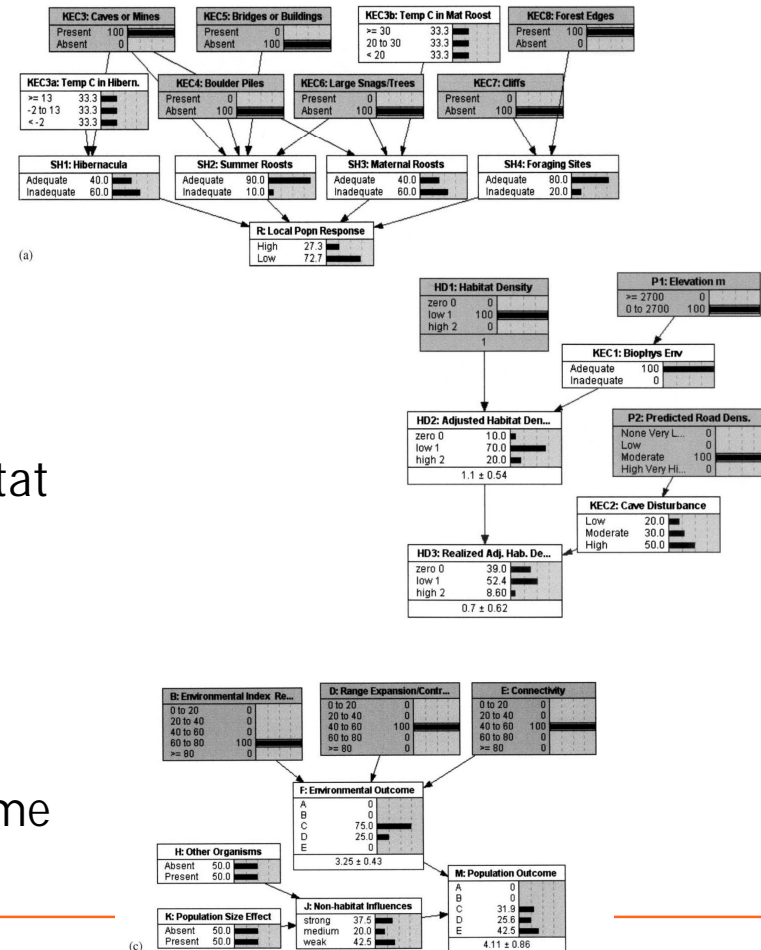 KEC3: Caves or Mines
Present 100
Absent 0
KEC5: Bridges or Buildings
Present 0
Absent 100
KEC3b: Temp C in Mat Roost
>= 30 33.3
20 to 30 33.3
< 20 33.3
KEC8: Forest Edges
Present 100
Absent 0
KEC3a: Temp C in Hibern.
>= 13 33.3
-2 to 13 33.3
< -2 33.3
KEC4: Boulder Piles
Present 0
Absent 100
KEC6: Large Snags/Trees
Present 0
Absent 100
KEC7: Cliffs
Present 0
Absent 100
SH1: Hibernacula
Adequate 40.0
Inadequate 60.0
SH2: Summer Roosts
Adequate 90.0
Inadequate 10.0
SH3: Maternal Roosts
Adequate 40.0
Inadequate 60.0
SH4: Foraging Sites
Adequate 80.0
Inadequate 20.0
R: Local Popn Response
High 27.3
Low 72.7
(a)
HD1: Habitat Density
zero 0 0
low 1 100
high 2 0
1
P1: Elevation m
>= 2700 0
0 to 2700 100
KEC1: Biophys Env
Adequate 100
Inadequate 0
HD2: Adjusted Habitat Den...
zero 0 10.0
low 1 70.0
high 2 20.0
1.1 ± 0.54
P2: Predicted Road Dens.
None Very L... 0
Low 0
Moderate 100
High Very Hi... 0
tat
KEC2: Cave Disturbance
Low 20.0
Moderate 30.0
High 50.0
HD3: Realized Adj. Hab. De...
zero 0 39.0
low 1 52.4
high 2 8.60
0.7 ± 0.62
B: Environmental Index Re...
0 to 20 0
20 to 40 0
40 to 60 0
60 to 80 100
>= 80 0
D: Range Expansion/Contr...
0 to 20 0
20 to 40 0
40 to 60 100
60 to 80 0
>= 80 0
E: Connectivity
0 to 20 0
20 to 40 0
40 to 60 100
60 to 80 0
>= 80 0
me
F: Environmental Outcome
A 0
B 0
C 75.0
D 25.0
E 0
3.25 ± 0.43
H: Other Organisms
Absent 50.0
Present 50.0
K: Population Size Effect
Absent 50.0
Present 50.0
J: Non-habitat Influences
strong 37.5
medium 20.0
weak 42.5
M: Population Outcome
A 0
B 0
C 31.9
D 25.6
E 42.5
4.11 ± 0.86
(c)